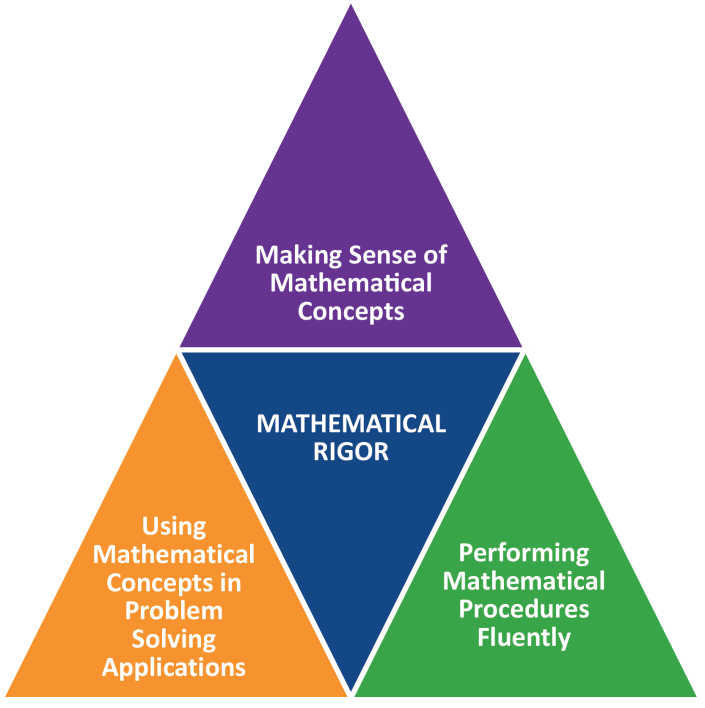 Making Sense of
Mathematical
Concepts
MATHEMATICAL
RIGOR
Using
Mathematical
Concepts in
Problem
Solving
Applications
Performing
Mathematical
Procedures
Fluently